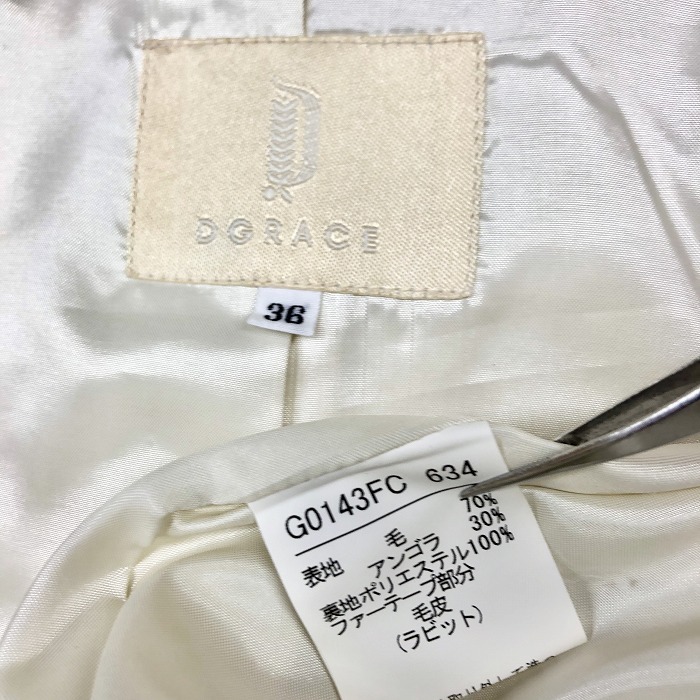 DGRACE
36
G0143FC 634
表地 毛 70%
アンゴラ 30%
裏地ポリエステル100%
ファーテープ部分
毛皮
(ラビット)